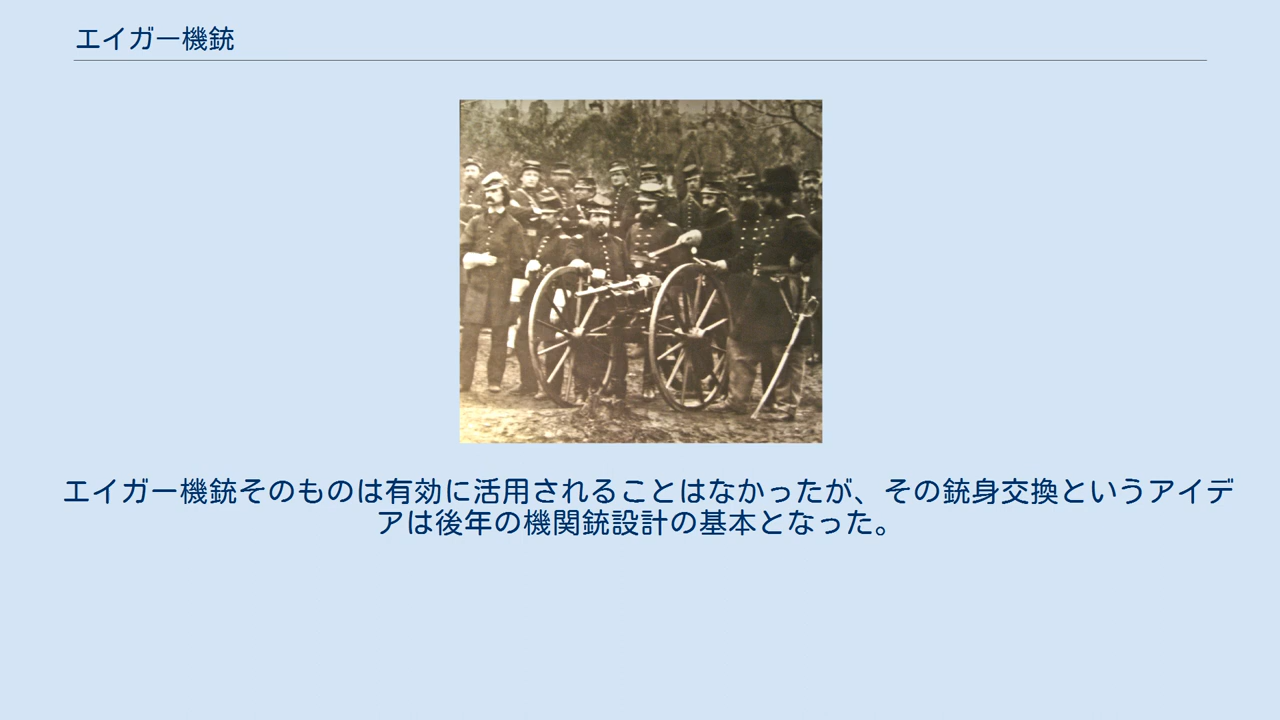 エイガー機銃
エイガー機銃そのものは有効に活用されることはなかったが、その銃身交換というアイデ
アは後年の機関銃設計の基本となった。